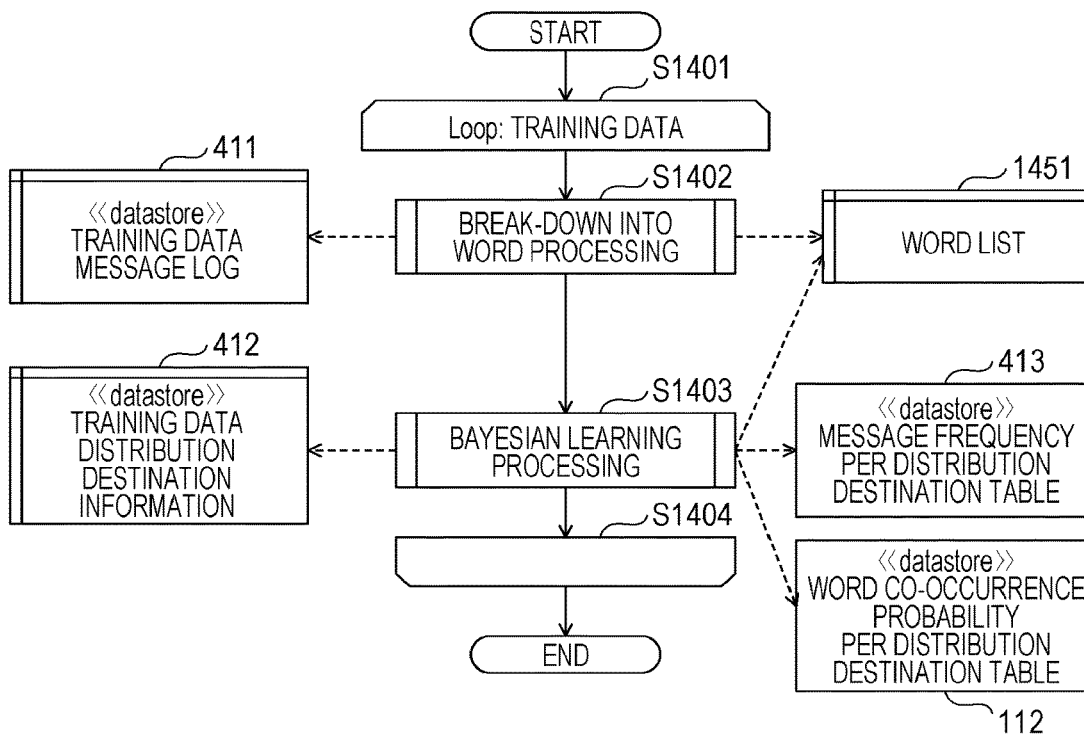 START
S1401
Loop: TRAINING DATA
411
<<datastore>>
TRAINING DATA
MESSAGE LOG
S1402
BREAK-DOWN INTO
WORD PROCESSING
1451
WORD LIST
412
<<datastore>>
TRAINING DATA
DISTRIBUTION
DESTINATION
INFORMATION
S1403
BAYESIAN LEARNING
PROCESSING
413
<<datastore>>
MESSAGE FREQUENCY
PER DISTRIBUTION
DESTINATION TABLE
S1404
<<datastore>>
WORD CO-OCCURRENCE
PROBABILITY
PER DISTRIBUTION
DESTINATION TABLE
112
END